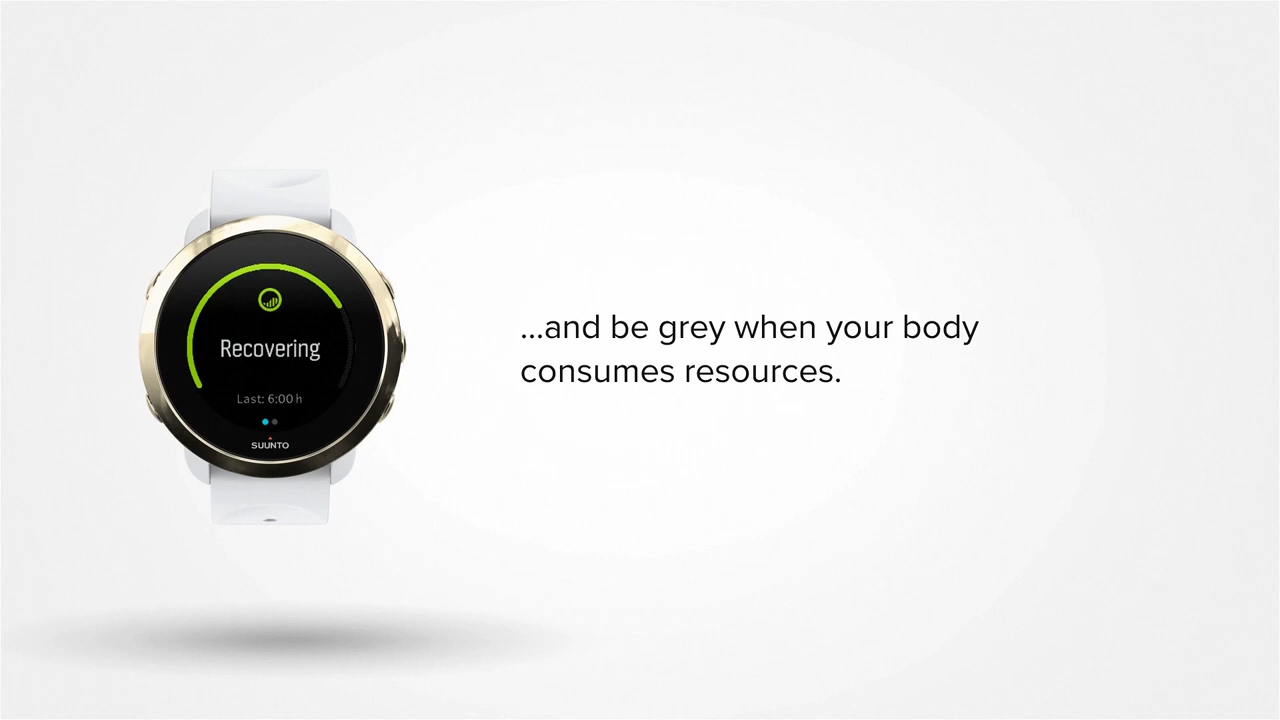 Recovering
Last: 6:00 h
SUUNTO
...and be grey when your body
consumes resources.